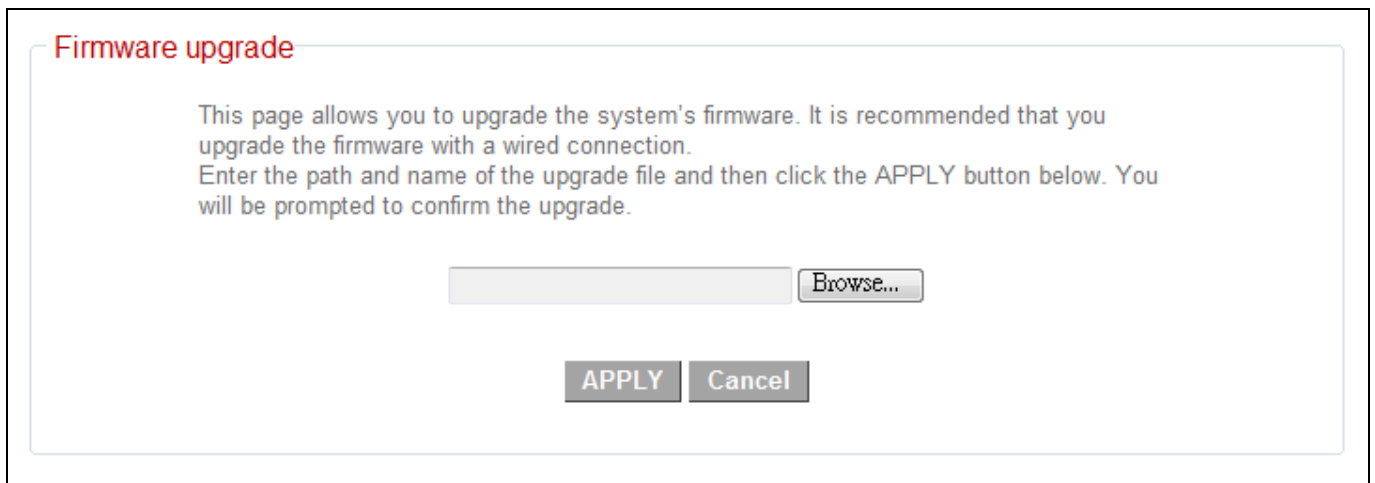 Firmware upgrade
This page allows you to upgrade the system's firmware. It is recommended that you
upgrade the firmware with a wired connection.
Enter the path and name of the upgrade file and then click the APPLY button below. You
will be prompted to confirm the upgrade.
Browse...
APPLY Cancel